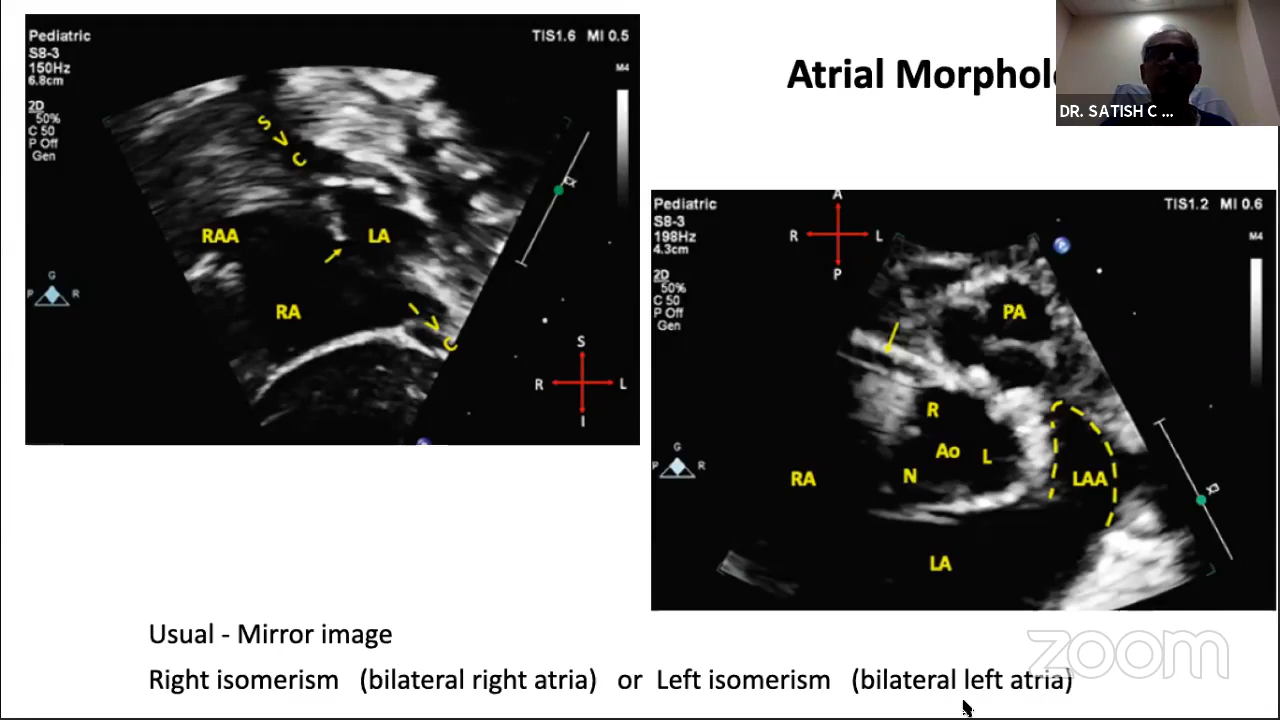 Atrial Morpholo
DR. SATISH C ...
Pediatric
S8-3
150Hz
6.8cm
2D
50%
C 50
P Off
Gen
TIS1.6 MI 0.5
M4
SVC
RAA
LA
RA
IVC
G
P R
S
R L
I
Pediatric
S8-3
198Hz
4.3cm
2D
50%
C 50
P Off
Gen
TIS1.2 MI 0.6
M4
A
R L
P
PA
R
Ao
L
N
RA
LAA
LA
G
P R
Usual - Mirror image
Right isomerism (bilateral right atria) or Left isomerism (bilateral left atria)
zoom